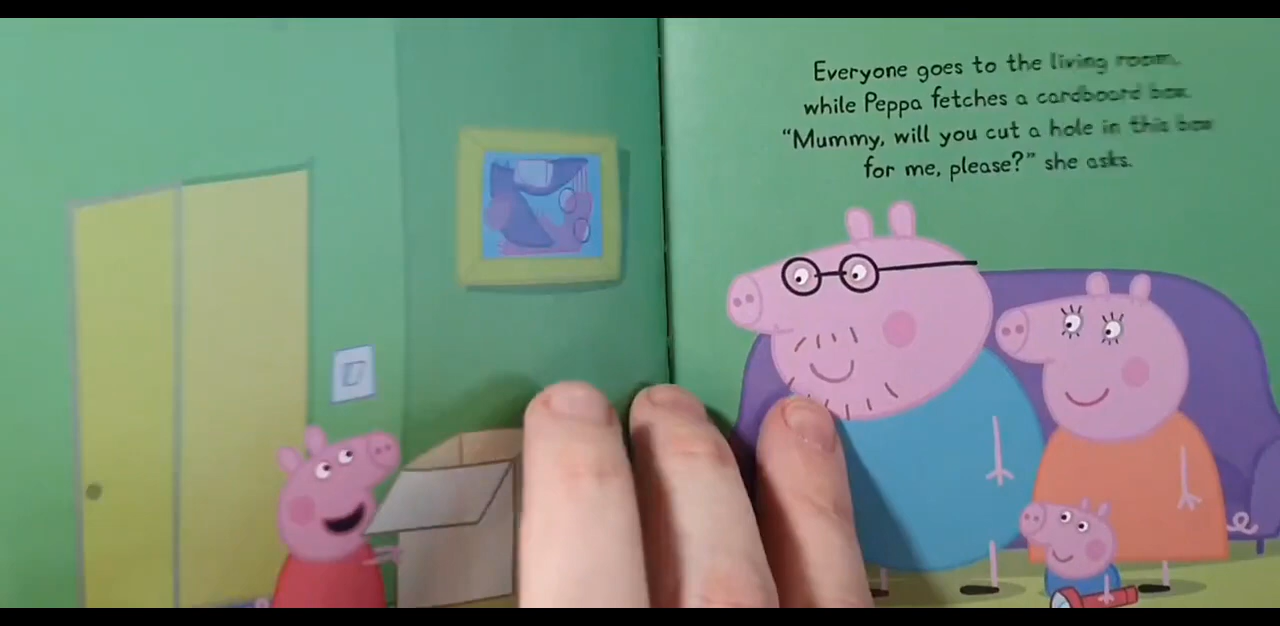 Everyone goes to the living room,
while Peppa fetches a cardboard box.
“Mummy, will you cut a hole in this box
for me, please?” she asks.